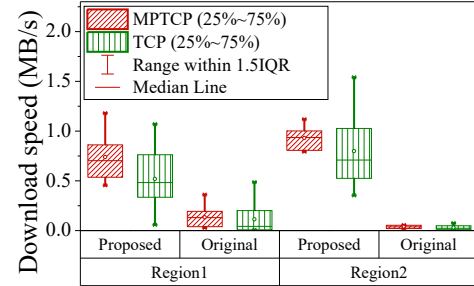 MPTCP (25%~75%)
TCP (25%~75%)
Range within 1.5IQR
Median Line
Download speed (MB/s)
2.0
1.5
1.0
0.5
0.0
Proposed Original Proposed Original
Region1 Region2